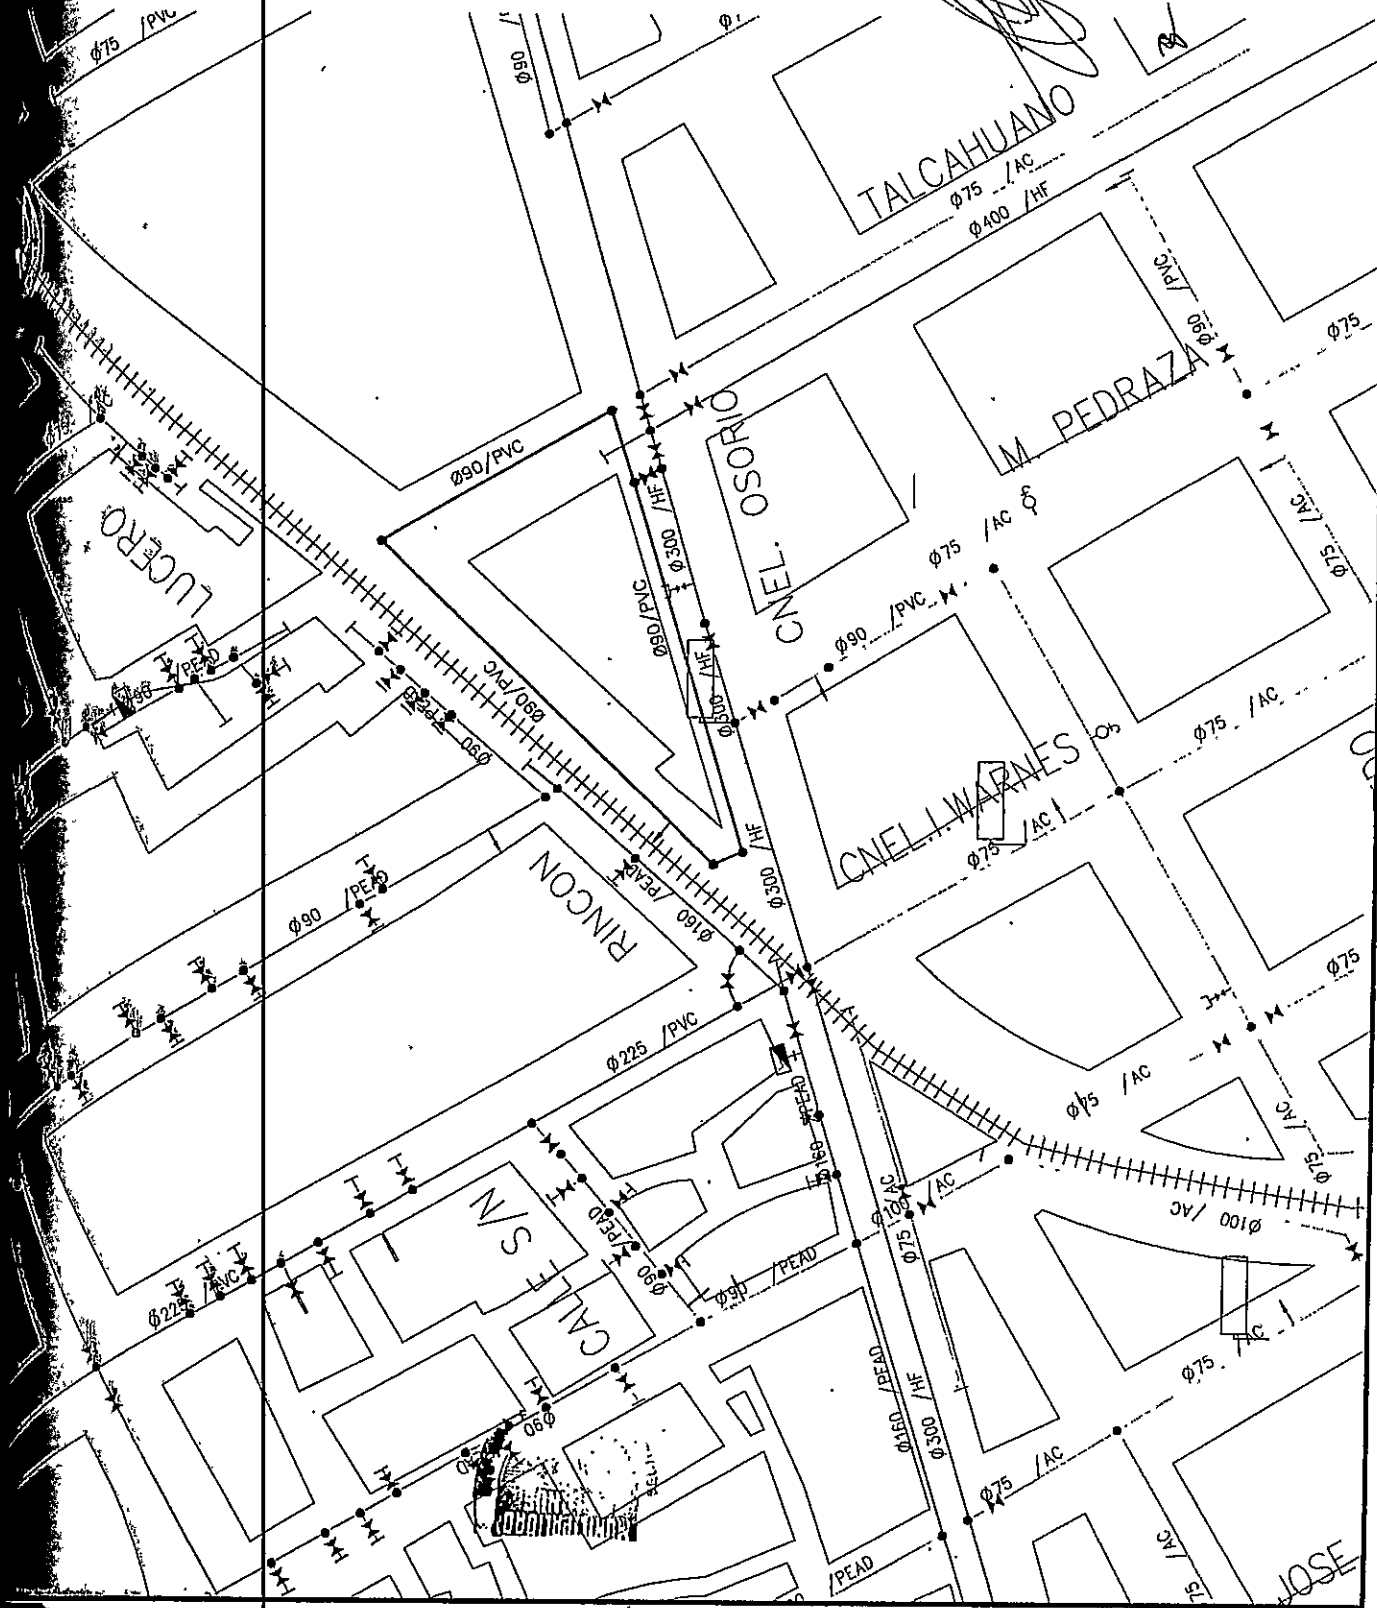 Ø75 /PVC
Ø90
TALCAHUANO
Ø75 /AC
Ø400 /HF
Ø90 /PVC
Ø75
M. PEDRAZA
CNEL. OSORIO
Ø90/PVC
Ø300 /HF
Ø90/PVC
Ø75 /AC
Ø75 /AC
LUCERO
Ø90 /PVC
Ø300 /HF
Ø90 /PEAD
Ø90/PVC
Ø90 /PEAD
Ø75 /AC
CNEL.I.WARNES
Ø75 /AC
Ø300 /HF
RINCON
Ø90 /PEAD
Ø160 /PEAD
Ø75
Ø225 /PVC
Ø75 /AC
Ø160 /PEAD
Ø75 /AC
Ø100 /AC
Ø75 /AC
Ø100 /AC
CALLE S/N
Ø90 /PEAD
/PEAD
Ø225 /PVC
Ø75 /AC
Ø160 /PEAD
Ø300 /HF
Ø90
Ø75 /AC
/PEAD
75 /AC
JOSE